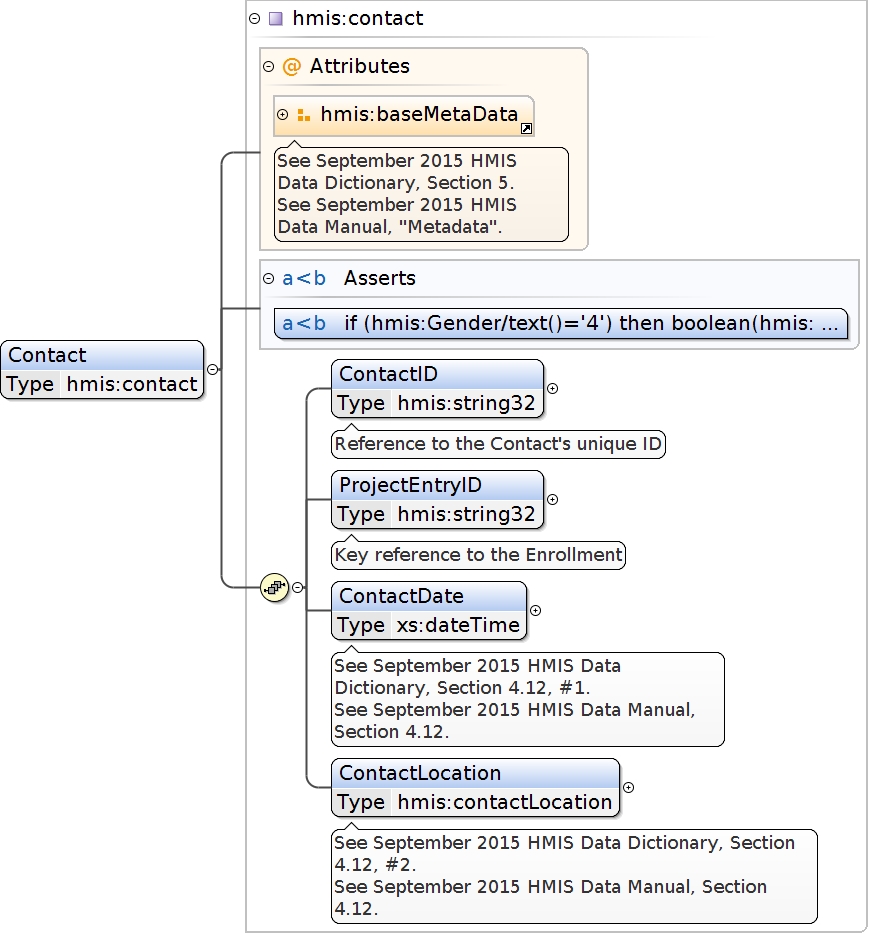 hmis:contact
@ Attributes
hmis:baseMetaData
See September 2015 HMIS
Data Dictionary, Section 5.
See September 2015 HMIS
Data Manual, "Metadata".
a<b Asserts
a<b if (hmis:Gender/text()='4') then boolean(hmis: ...
Contact
Type hmis:contact
ContactID
Type hmis:string32
Reference to the Contact's unique ID
ProjectEntryID
Type hmis:string32
Key reference to the Enrollment
ContactDate
Type xs:dateTime
See September 2015 HMIS Data
Dictionary, Section 4.12, #1.
See September 2015 HMIS Data Manual,
Section 4.12.
ContactLocation
Type hmis:contactLocation
See September 2015 HMIS Data Dictionary, Section
4.12, #2.
See September 2015 HMIS Data Manual, Section
4.12.